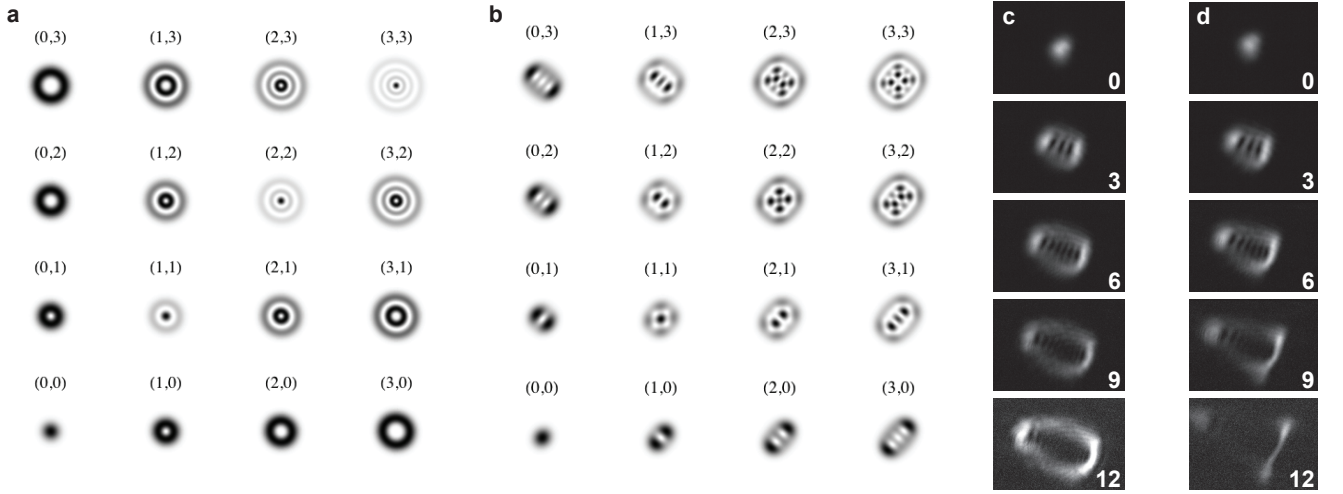 a
(0,3) (1,3) (2,3) (3,3)
(0,2) (1,2) (2,2) (3,2)
(0,1) (1,1) (2,1) (3,1)
(0,0) (1,0) (2,0) (3,0)
b
(0,3) (1,3) (2,3) (3,3)
(0,2) (1,2) (2,2) (3,2)
(0,1) (1,1) (2,1) (3,1)
(0,0) (1,0) (2,0) (3,0)
c
0
3
6
9
12
d
0
3
6
9
12